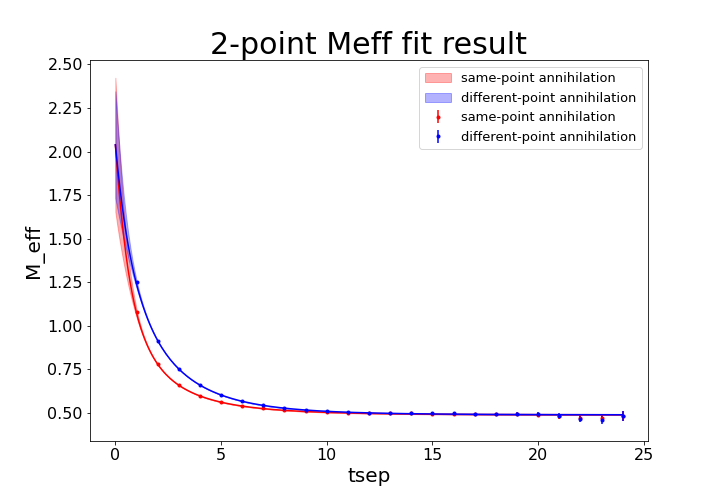 2-point Meff fit result
same-point annihilation
different-point annihilation
same-point annihilation
different-point annihilation
M_eff
2.50
2.25
2.00
1.75
1.50
1.25
1.00
0.75
0.50
0
5
10
15
20
25
tsep